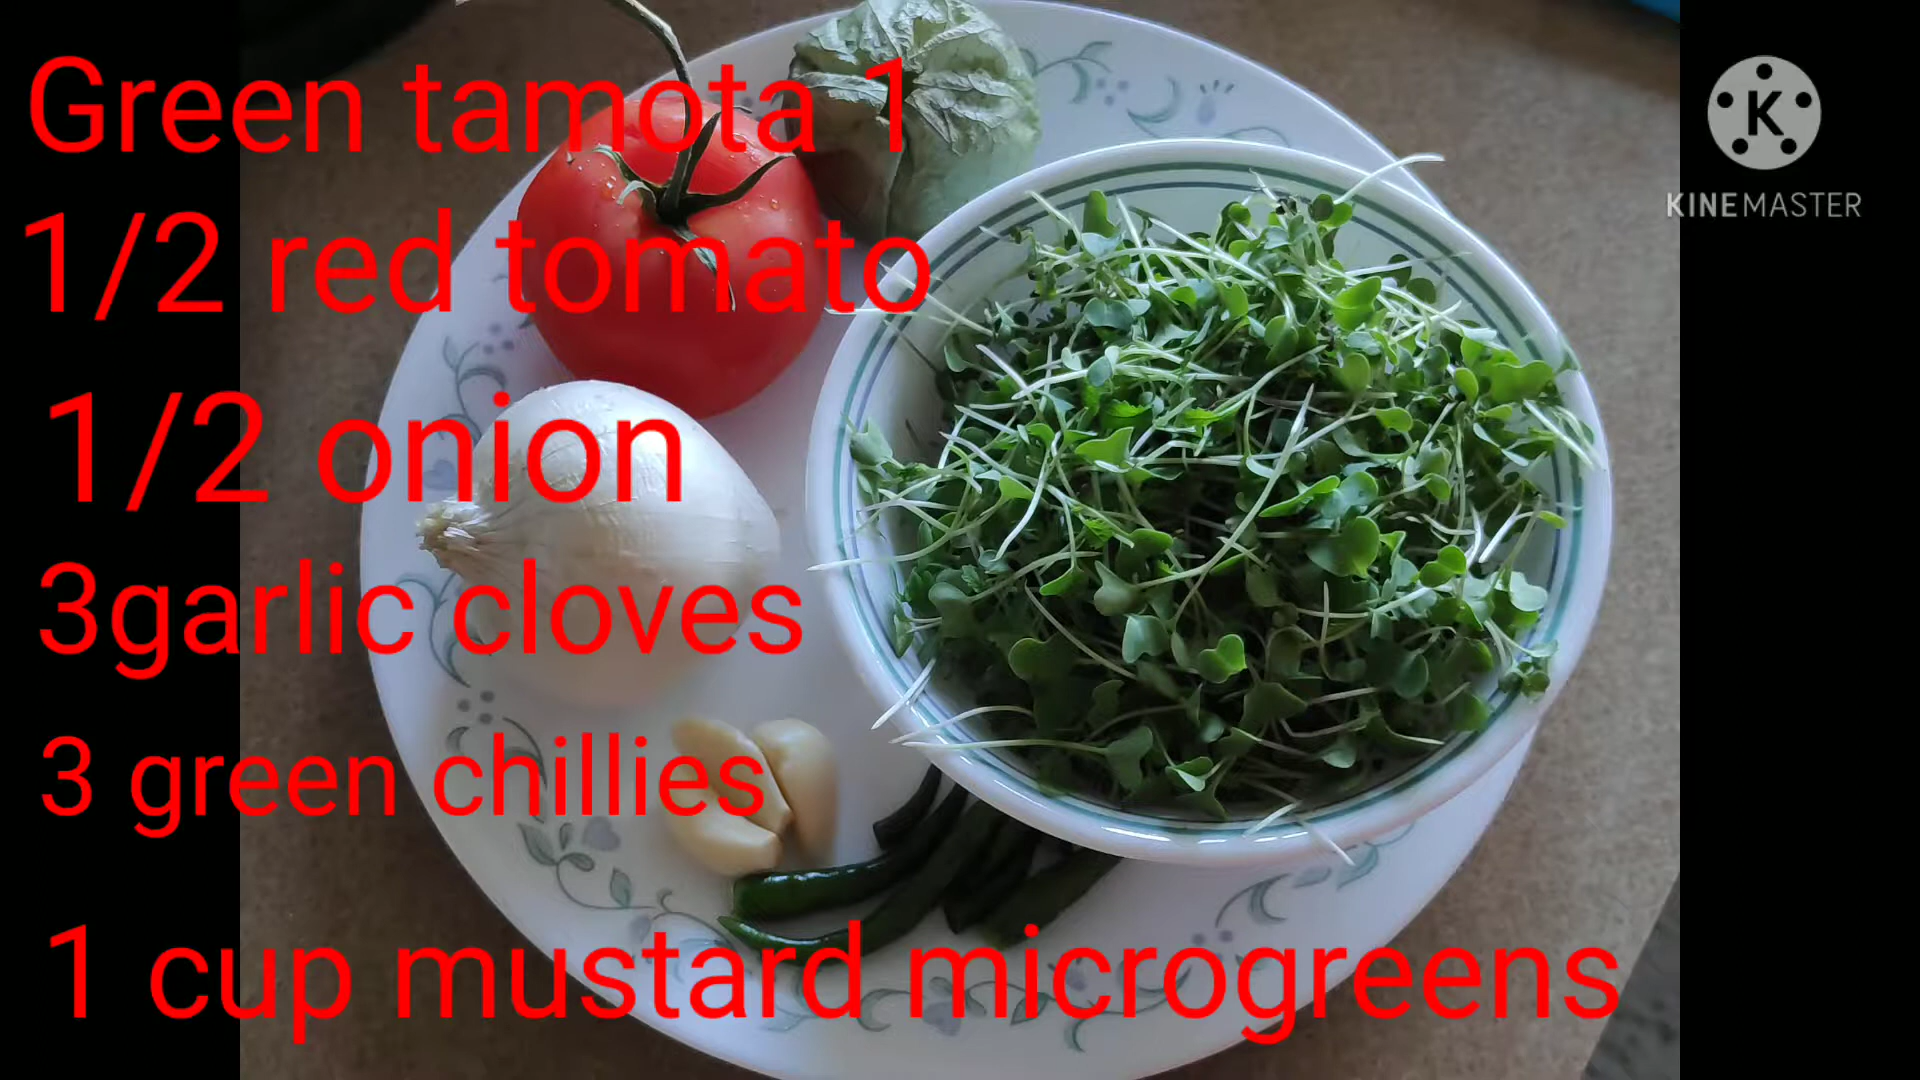 Green tamota 1
1/2 red tomato
1/2 onion
3garlic cloves
3 green chillies
1 cup mustard microgreens
K
KINEMASTER